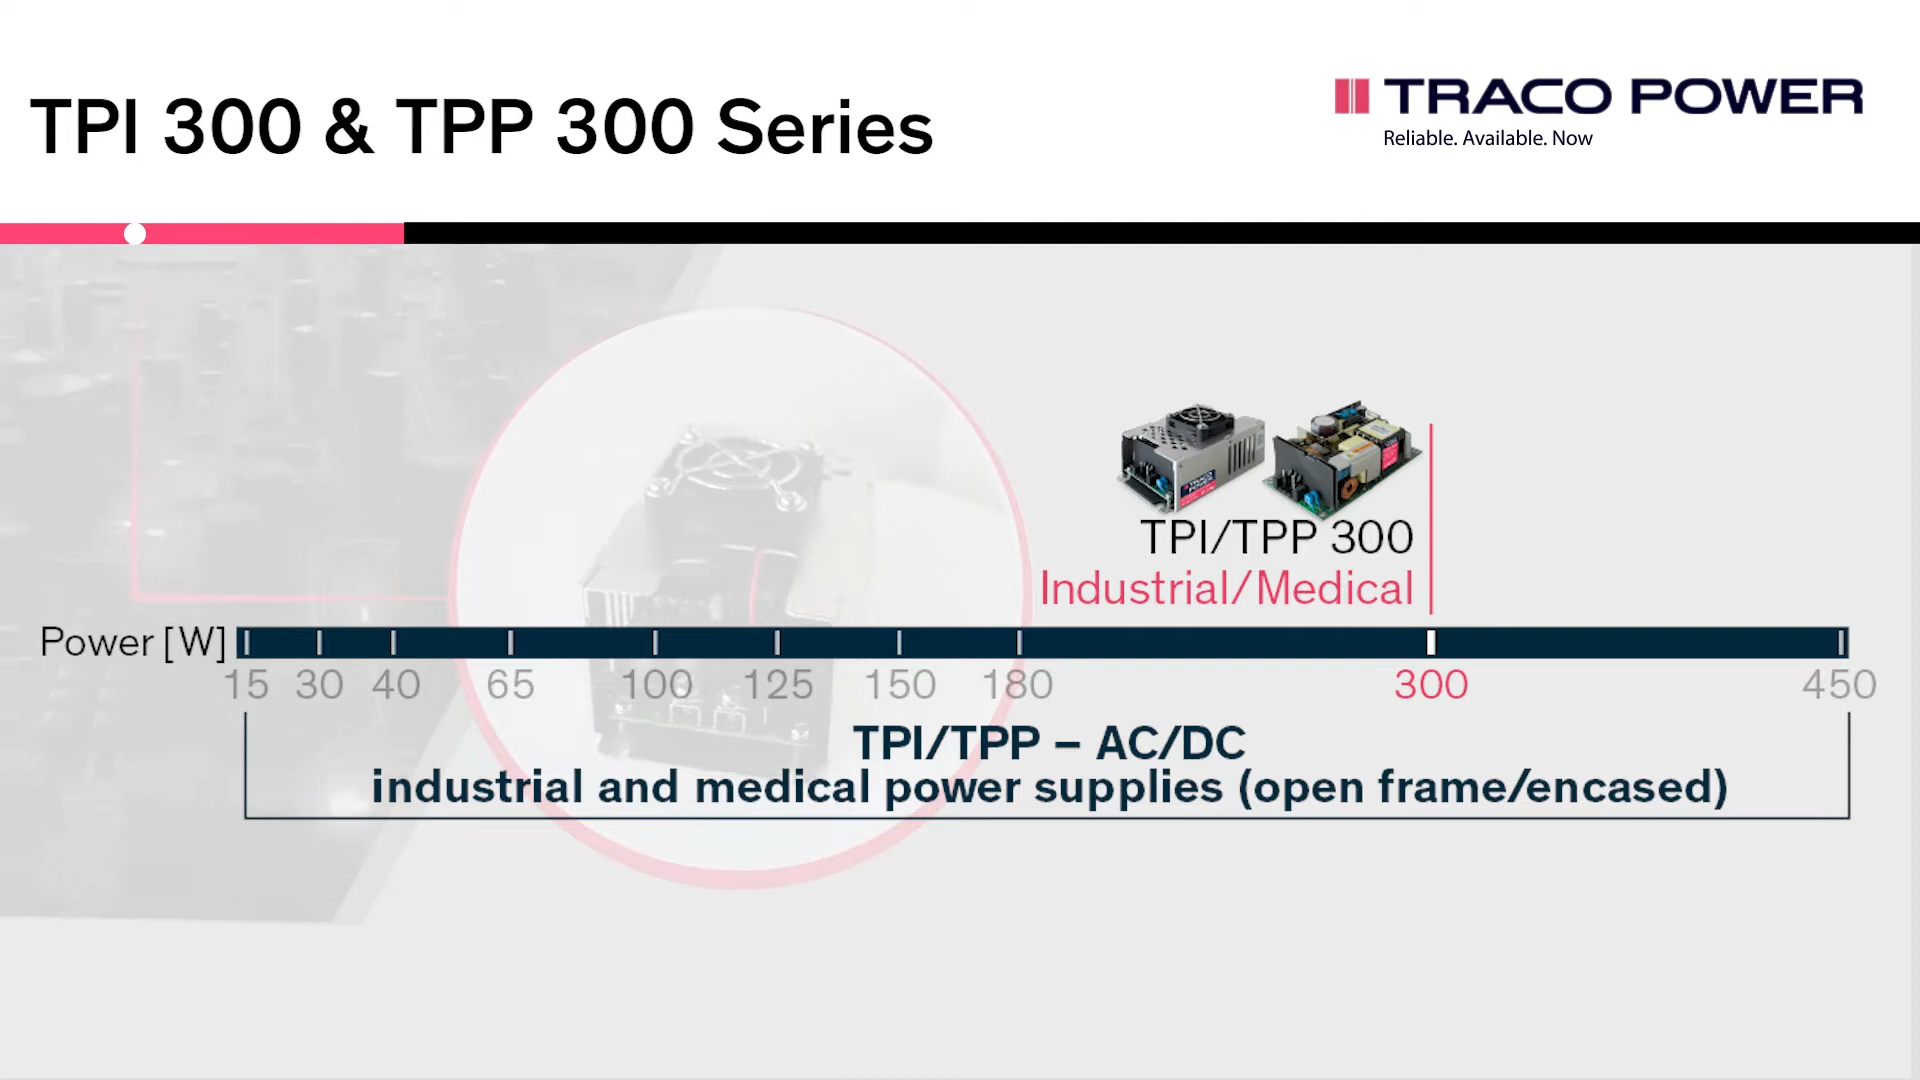 TPI 300 & TPP 300 Series
TRACO POWER
Reliable. Available. Now
TPI/TPP 300
Industrial/Medical
Power [W]
15 30 40 65 100 125 150 180 300 450
TPI/TPP – AC/DC
industrial and medical power supplies (open frame/encased)